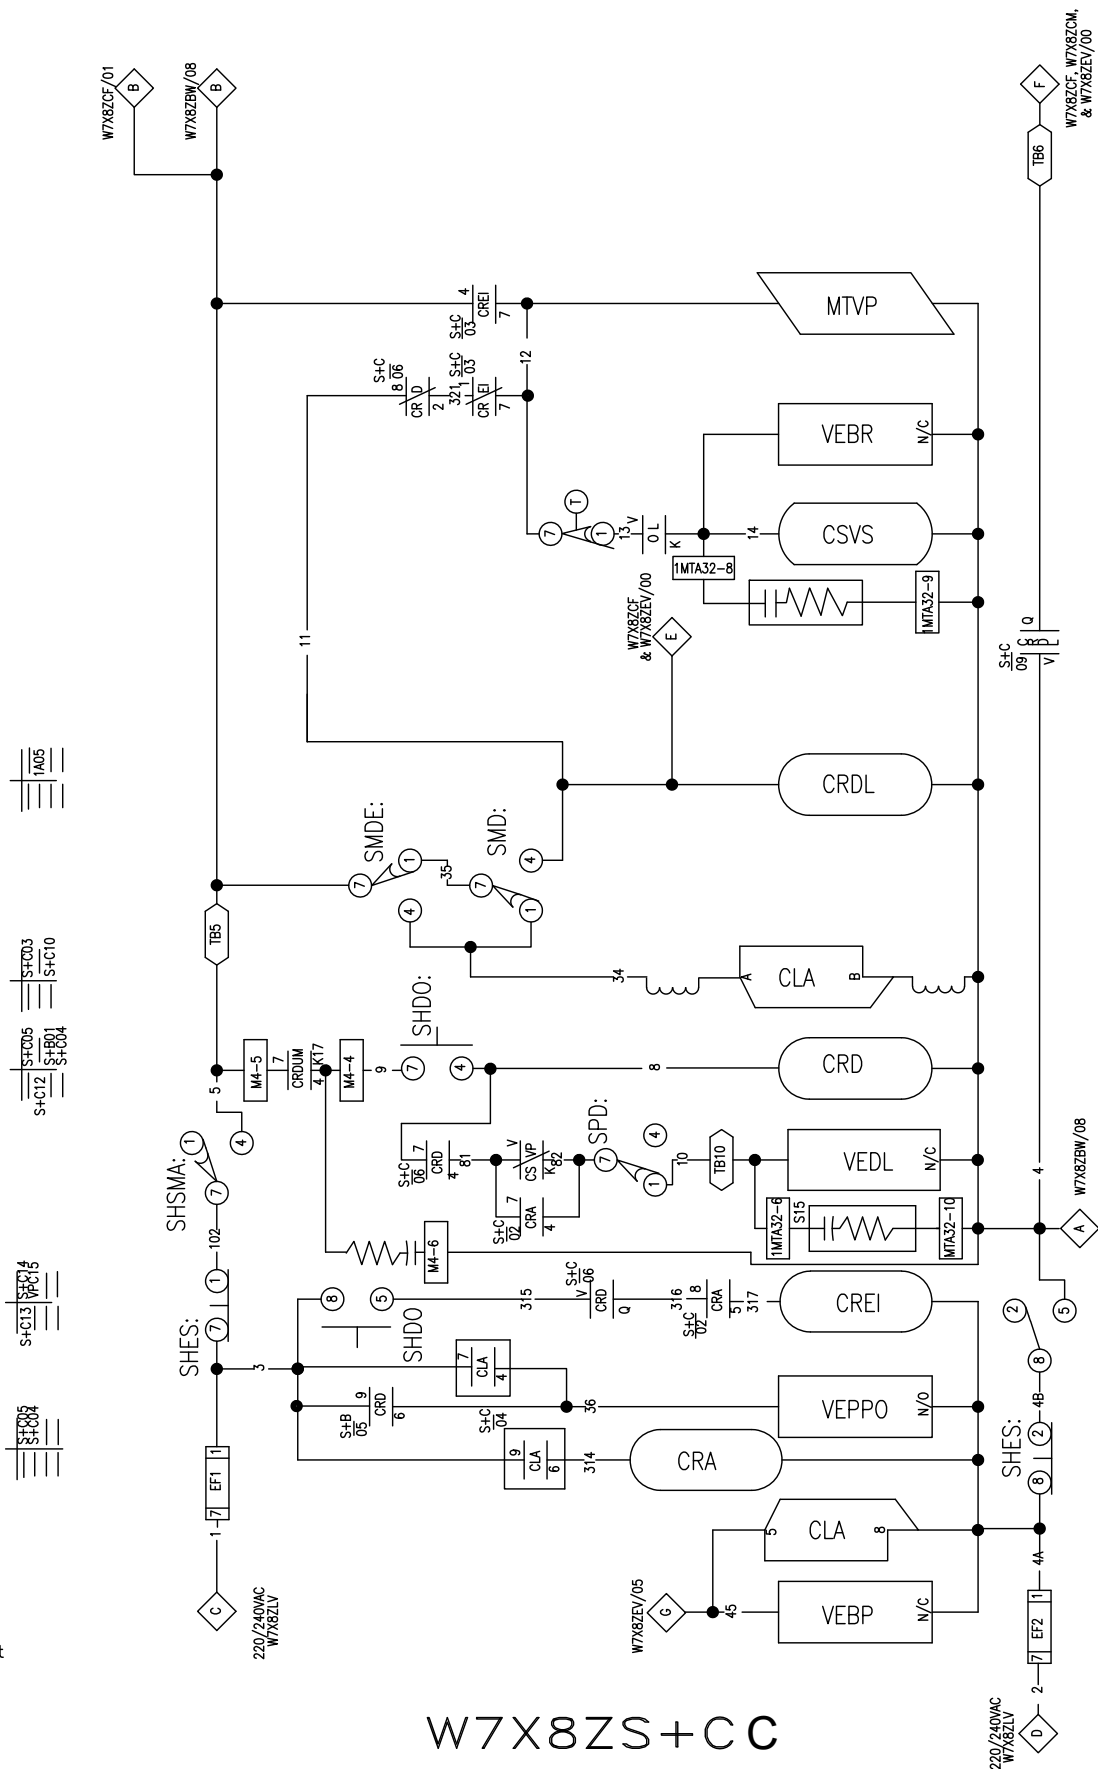 W7X8ZCF/01
B
W7X8ZBW/08
B
F
W7X8ZCF, W7X8ZCM,
& W7X8ZEV/00
TB6
4
CREI
7
S+C
03
MTVP
12
S+C
8 06
CR D
2
321
S+C
03
1
CR EI
7
VEBR
N/C
T
7
1
13
V
O L
K
14
CSVS
1MTA32-8
1MTA32-9
11
W7X8ZCF
& W7X8ZEV/00
E
S+C
09
C
R
D
L
Q
V
1A05
CRDL
SMDE:
7
1
4
35
SMD:
7
4
1
TB5
S+C03
S+C10
34
A
CLA
B
S+C05
S+B01
S+C12
S+C04
5
M4-5
7
CRDUM
4
K17
M4-4
9
SHDO:
7
4
8
CRD
SHSMA:
1
4
7
102
S+C
06
7
CRD
4
81
V
CS VP
K
82
S+C
02
7
CRA
4
SPD:
7
4
1
10
TB10
VEDL
N/C
1MTA32-6
S15
MTA32-10
M4-6
4
A
W7X8ZBW/08
S+C14
S+C13
VPC15
SHES:
1
7
3
8
5
SHDO
315
V
S+C
06
CRD
Q
316
S+C
02
8
CRA
5
317
CREI
2
5
8
4B
SHES:
2
8
7
CLA
4
S+B
05
9
CRD
6
S+C
04
36
VEPPO
N/O
S+C05
S+C04
9
CLA
6
314
CRA
1
EF1
7
1
C
220/240VAC
W7X8ZLV
5
CLA
8
W7X8ZEV/05
G
45
VEBP
N/C
4A
1
EF2
7
2
D
220/240VAC
W7X8ZLV
t
W7X8ZS+CC